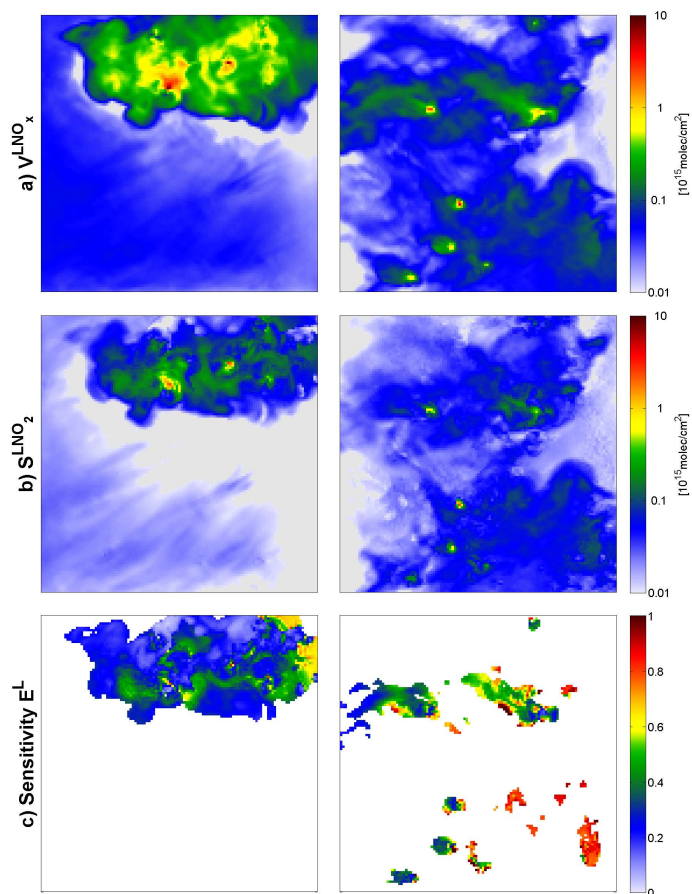 a) V^LNO_x
10
1
0.1
0.01
[10^15 molec/cm^2]
b) S^LNO_2
10
1
0.1
0.01
[10^15 molec/cm^2]
c) Sensitivity E^L
1
0.8
0.6
0.4
0.2
0